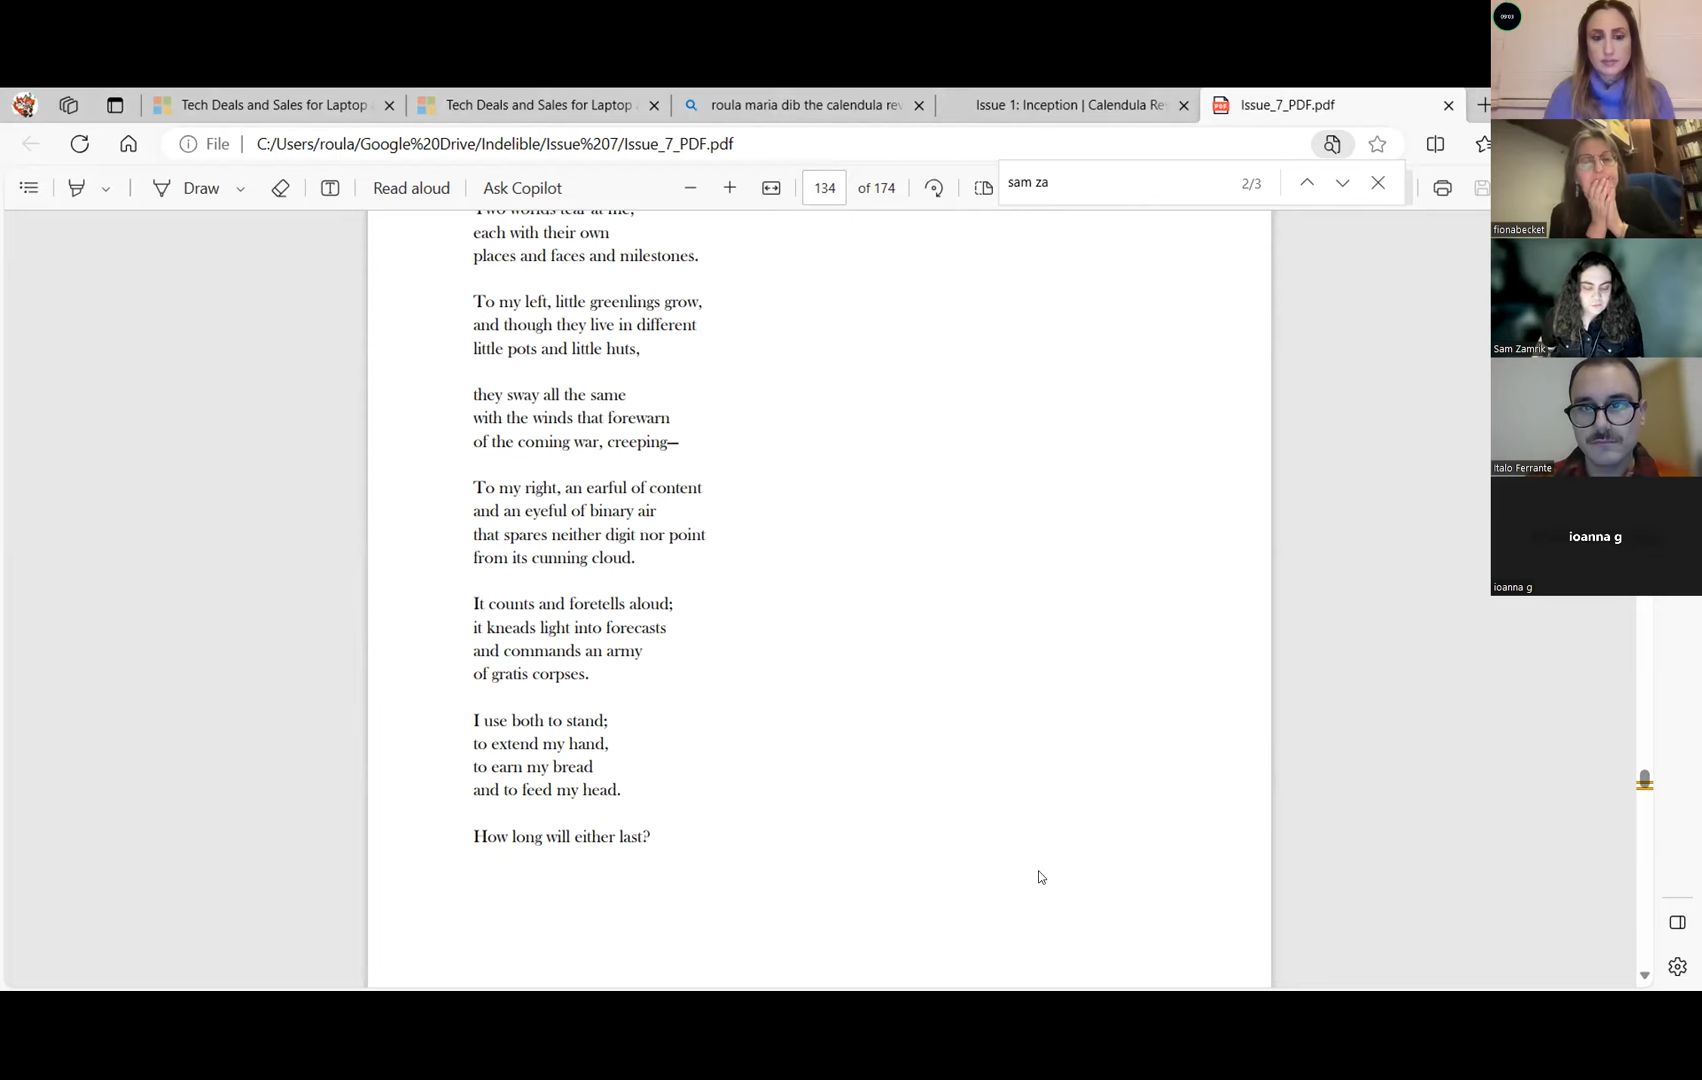 Tech Deals and Sales for Laptop
Tech Deals and Sales for Laptop
roula maria dib the calendula rev
Issue 1: Inception | Calendula Re
Issue_7_PDF.pdf
File
C:/Users/roula/Google%20Drive/Indelible/Issue%207/Issue_7_PDF.pdf
Draw
Read aloud
Ask Copilot
134
of 174
sam za
2/3
Two worlds tear at me,
each with their own
places and faces and milestones.
To my left, little greenlings grow,
and though they live in different
little pots and little huts,
they sway all the same
with the winds that forewarn
of the coming war, creeping—
To my right, an earful of content
and an eyeful of binary air
that spares neither digit nor point
from its cunning cloud.
It counts and foretells aloud;
it kneads light into forecasts
and commands an army
of gratis corpses.
I use both to stand;
to extend my hand,
to earn my bread
and to feed my head.
How long will either last?
fionabecket
Sam Zamrik
Italo Ferrante
ioanna g
ioanna g